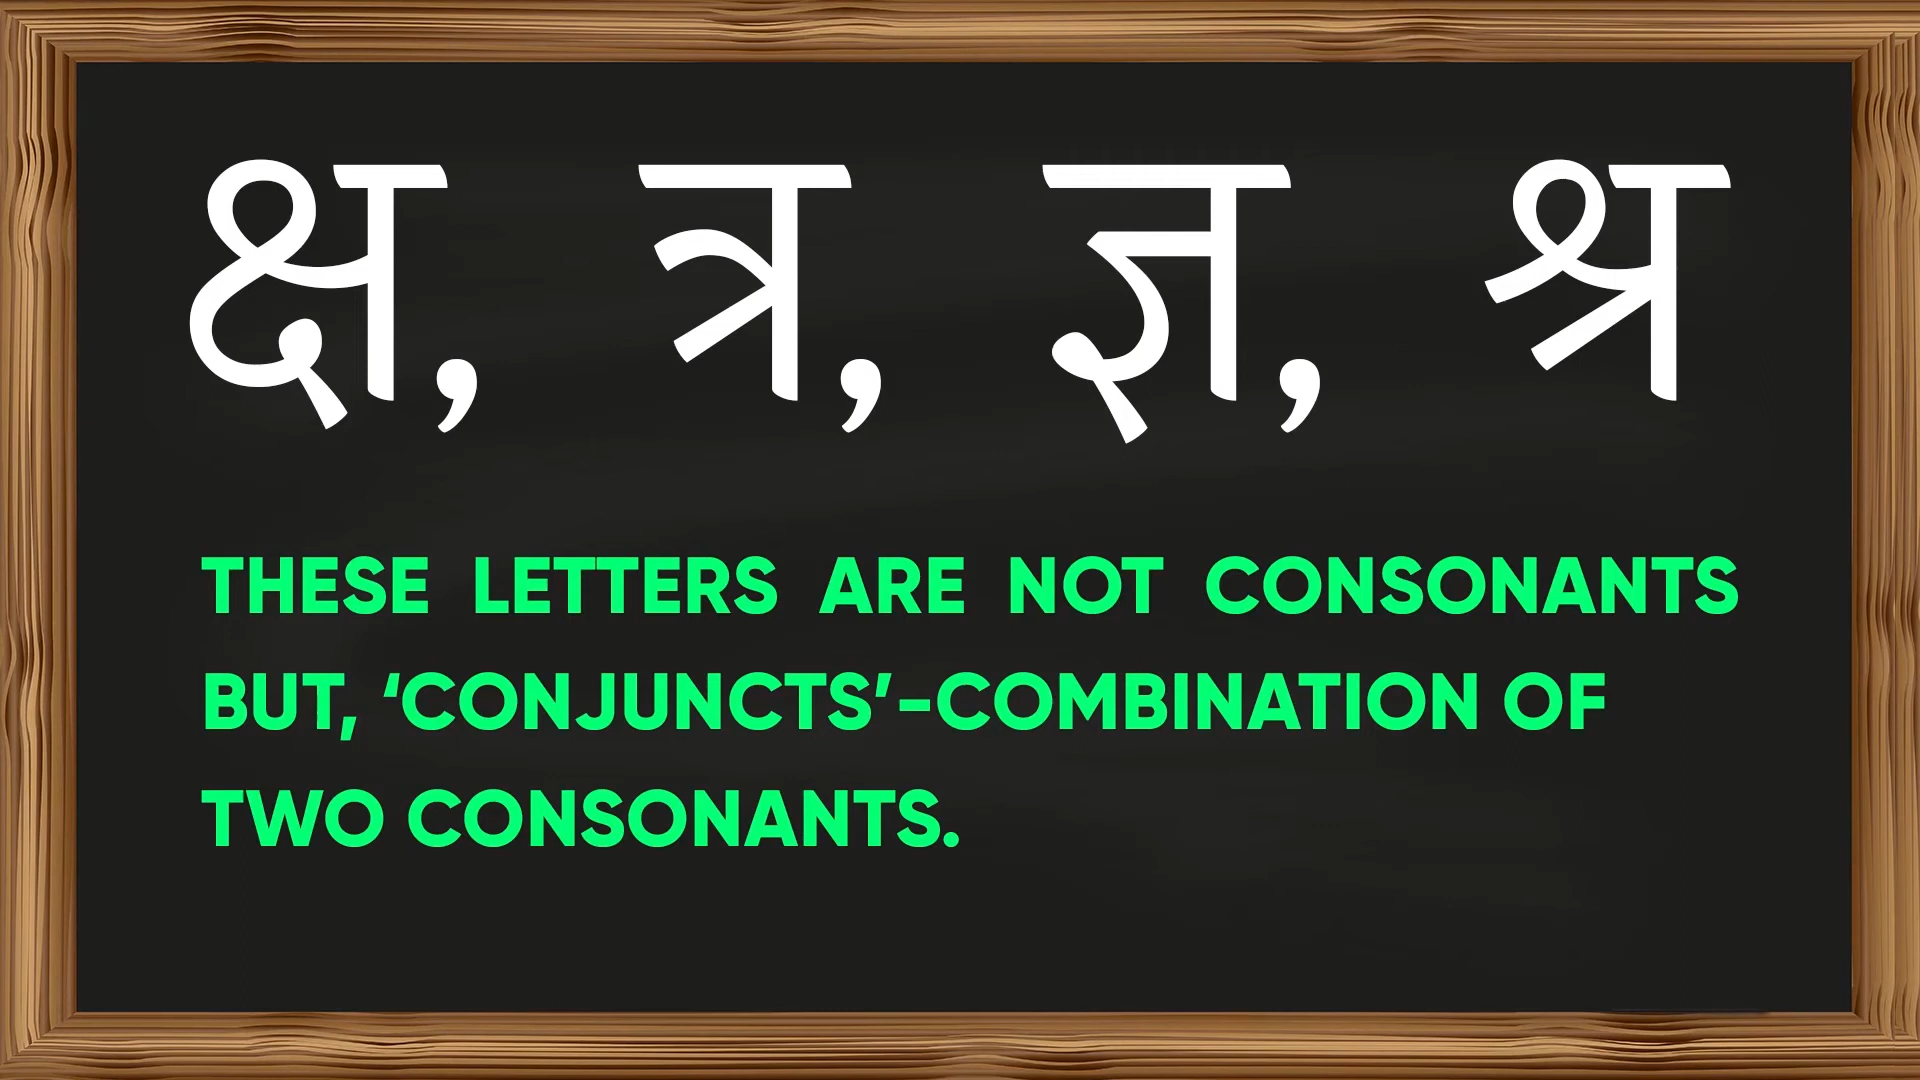 क्ष, त्र, ज्ञ, श्र
THESE LETTERS ARE NOT CONSONANTS
BUT, ‘CONJUNCTS’-COMBINATION OF
TWO CONSONANTS.